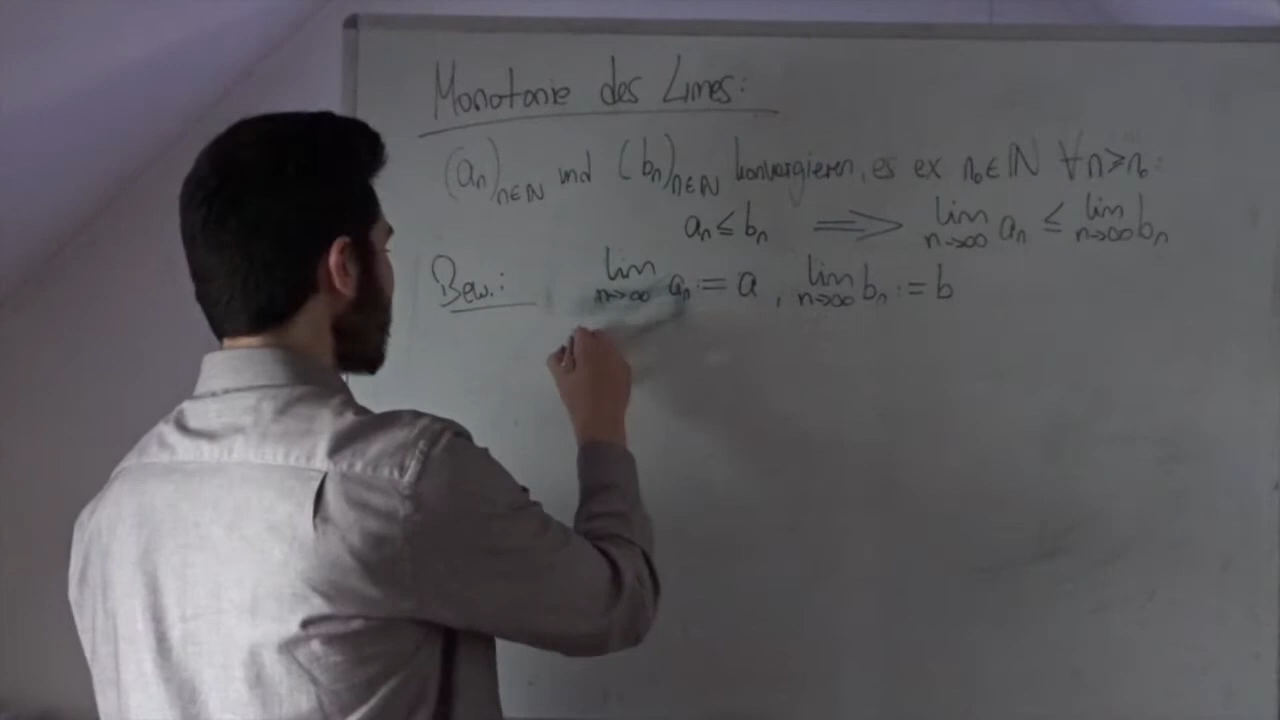 Monotonie des Limes:
(aₙ)ₙ∈ℕ und (bₙ)ₙ∈ℕ konvergieren, es ex n₀∈ℕ ∀n>n₀:
aₙ ≤ bₙ ⟹ lim n→∞ aₙ ≤ lim n→∞ bₙ
Bew.: lim n→∞ aₙ := a , lim n→∞ bₙ := b